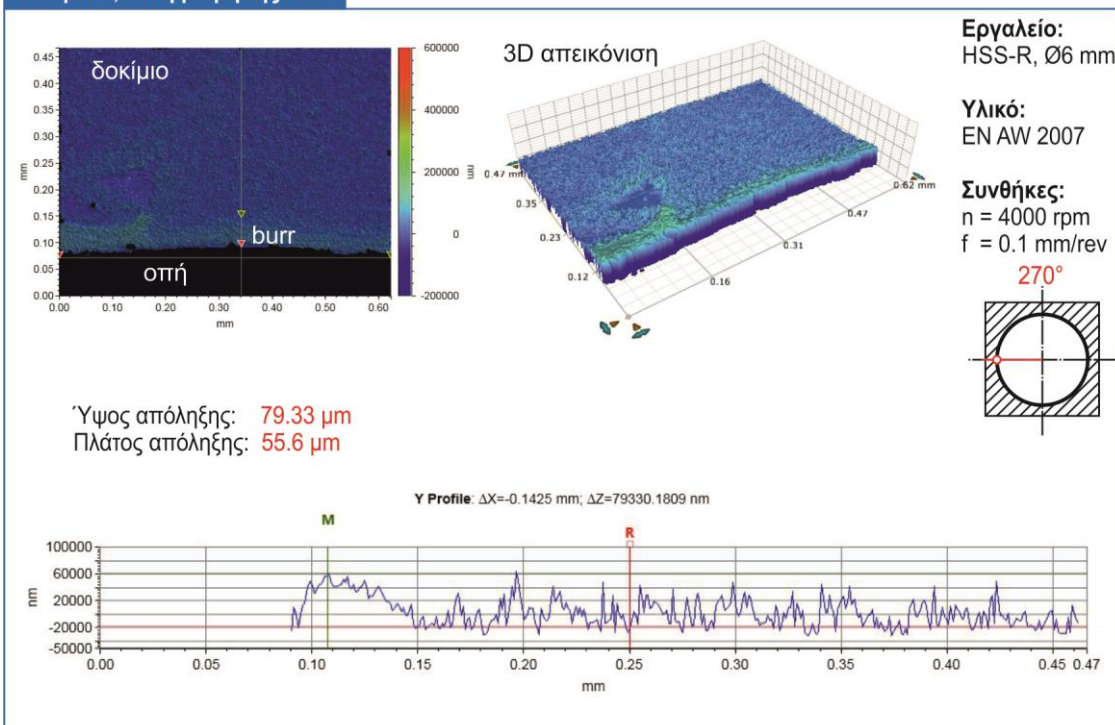 δοκίμιο
burr
οπή
0.45
0.40
0.35
0.30
0.25
0.20
0.15
0.10
0.05
0.00
mm
0.00
0.10
0.20
0.30
0.40
0.50
0.60
mm
600000
400000
200000
0
-200000
nm
3D απεικόνιση
0.47 mm
0.35
0.23
0.12
0.16
0.31
0.47
0.62 mm
Εργαλείο:
HSS-R, Ø6 mm
Υλικό:
EN AW 2007
Συνθήκες:
n = 4000 rpm
f = 0.1 mm/rev
270°
Ύψος απόληξης: 79.33 μm
Πλάτος απόληξης: 55.6 μm
Y Profile: ΔX=-0.1425 mm; ΔZ=79330.1809 nm
M
R
100000
60000
20000
-20000
-50000
nm
0.00 0.05 0.10 0.15 0.20 0.25 0.30 0.35 0.40 0.45 0.47
mm